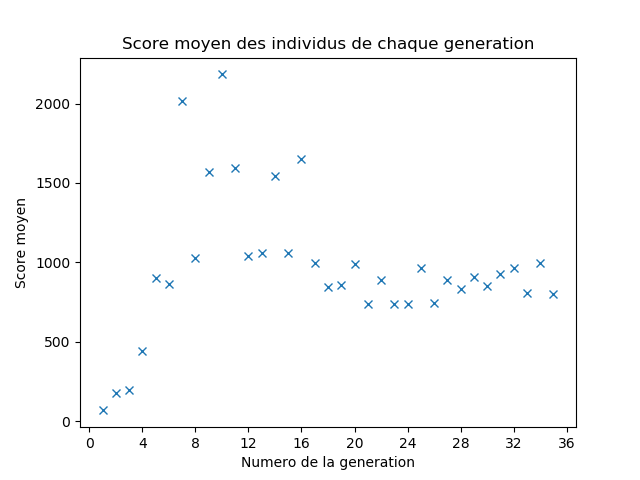 Score moyen des individus de chaque generation
2000
1500
1000
500
0
Score moyen
0 4 8 12 16 20 24 28 32 36
Numero de la generation